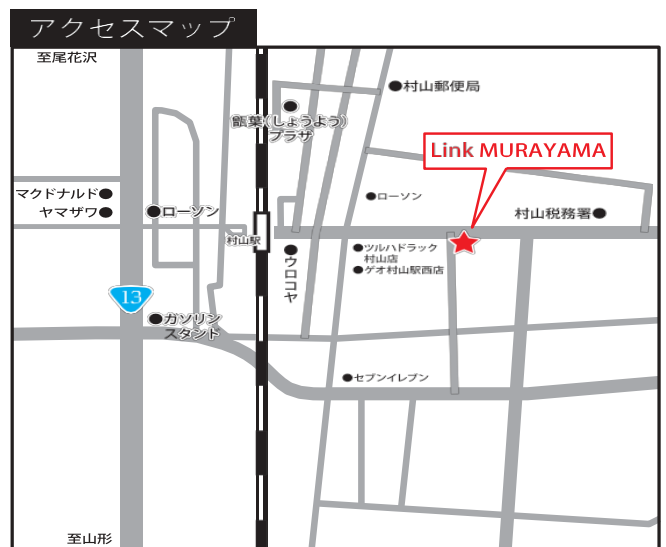 アクセスマップ
至尾花沢
村山郵便局
甑葉(しょうよう)
プラザ
Link MURAYAMA
マクドナルド
ヤマザワ
ローソン
ローソン
村山税務署
村山駅
ウロコヤ
ツルハドラック
村山店
ゲオ村山駅西店
13
ガソリン
スタント
セブンイレブン
至山形